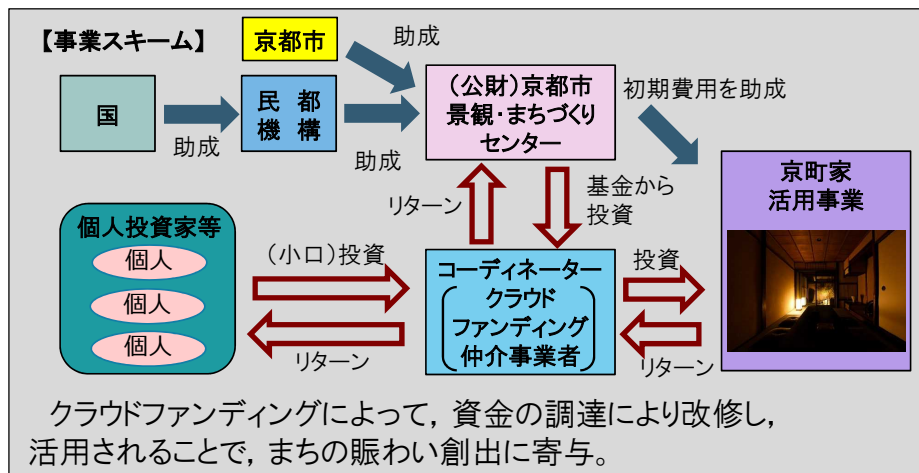 【事業スキーム】
京都市
助成
国
助成
民都
機構
助成
(公財)京都市
景観・まちづくり
センター
初期費用を助成
京町家
活用事業
リターン
基金から
投資
個人投資家等
個人
個人
個人
(小口)投資
リターン
コーディネーター
クラウド
ファンディング
仲介事業者
投資
リターン
クラウドファンディングによって，資金の調達により改修し，
活用されることで，まちの賑わい創出に寄与。